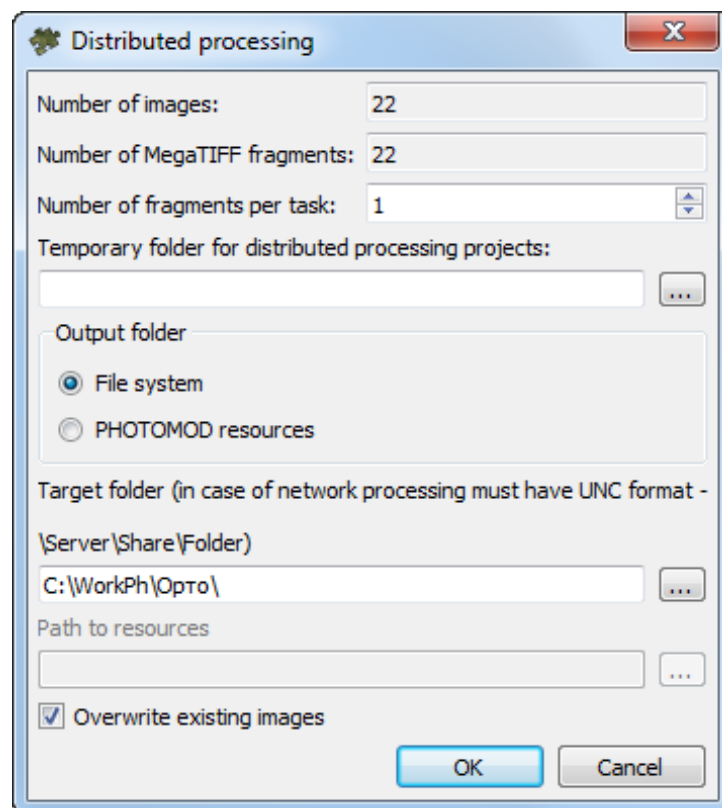 Distributed processing
Number of images: 22
Number of MegaTIFF fragments: 22
Number of fragments per task: 1
Temporary folder for distributed processing projects:
...
Output folder
File system
PHOTOMOD resources
Target folder (in case of network processing must have UNC format -
\Server\Share\Folder)
C:\WorkPh\Орто\ ...
Path to resources
...
Overwrite existing images
OK Cancel